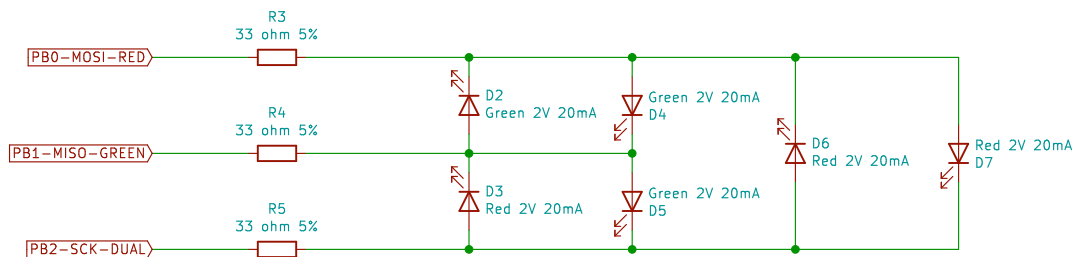 R3
33 ohm 5%
PB0-MOSI-RED
D2
Green 2V 20mA
Green 2V 20mA
D4
R4
33 ohm 5%
PB1-MISO-GREEN
D6
Red 2V 20mA
Red 2V 20mA
D7
D3
Red 2V 20mA
Green 2V 20mA
D5
R5
33 ohm 5%
PB2-SCK-DUAL